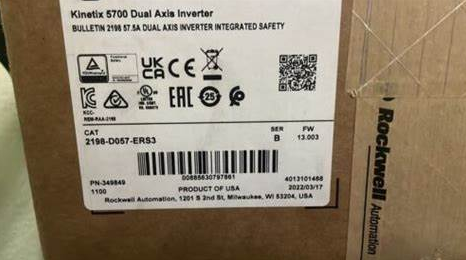 Kinetix 5700 Dual Axis Inverter
BULLETIN 2198 57.5A DUAL AXIS INVERTER INTEGRATED SAFETY
UK
CA
CE
EAC
25
CAT
2198-D057-ERS3
SER
B
FW
13.003
PN-349849
1100
00885630797861
4013101468
2022/03/17
PRODUCT OF USA
Rockwell Automation, 1201 S 2nd St, Milwaukee, WI 53204, USA
Rockwell
Automation